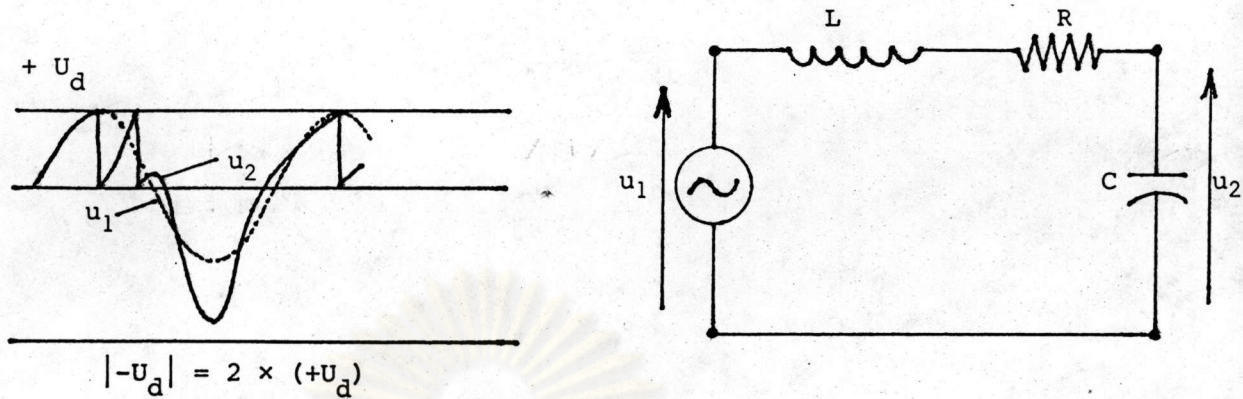 + U_d
u_2
u_1
|-U_d| = 2 × (+U_d)
L
R
u_1
C
u_2